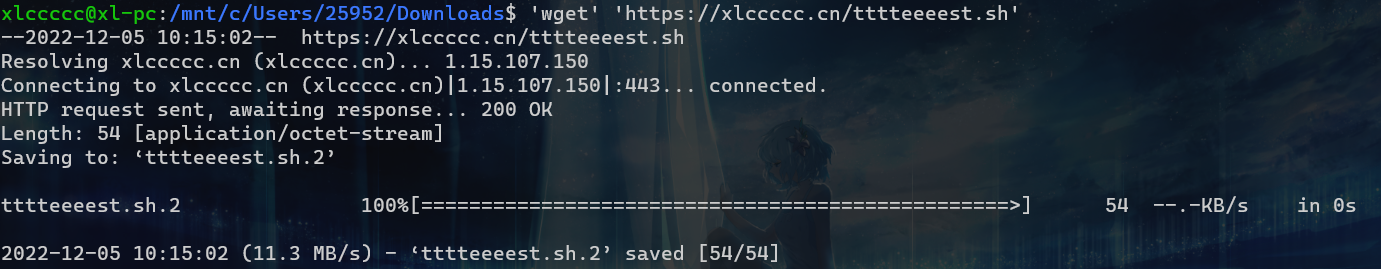 xlccccc@xl-pc:/mnt/c/Users/25952/Downloads$ 'wget' 'https://xlccccc.cn/tttteeeest.sh'
--2022-12-05 10:15:02--  https://xlccccc.cn/tttteeeest.sh
Resolving xlccccc.cn (xlccccc.cn)... 1.15.107.150
Connecting to xlccccc.cn (xlccccc.cn)|1.15.107.150|:443... connected.
HTTP request sent, awaiting response... 200 OK
Length: 54 [application/octet-stream]
Saving to: ‘tttteeeest.sh.2’
tttteeeest.sh.2               100%[=================================================>]      54  --.-KB/s    in 0s
2022-12-05 10:15:02 (11.3 MB/s) - ‘tttteeeest.sh.2’ saved [54/54]